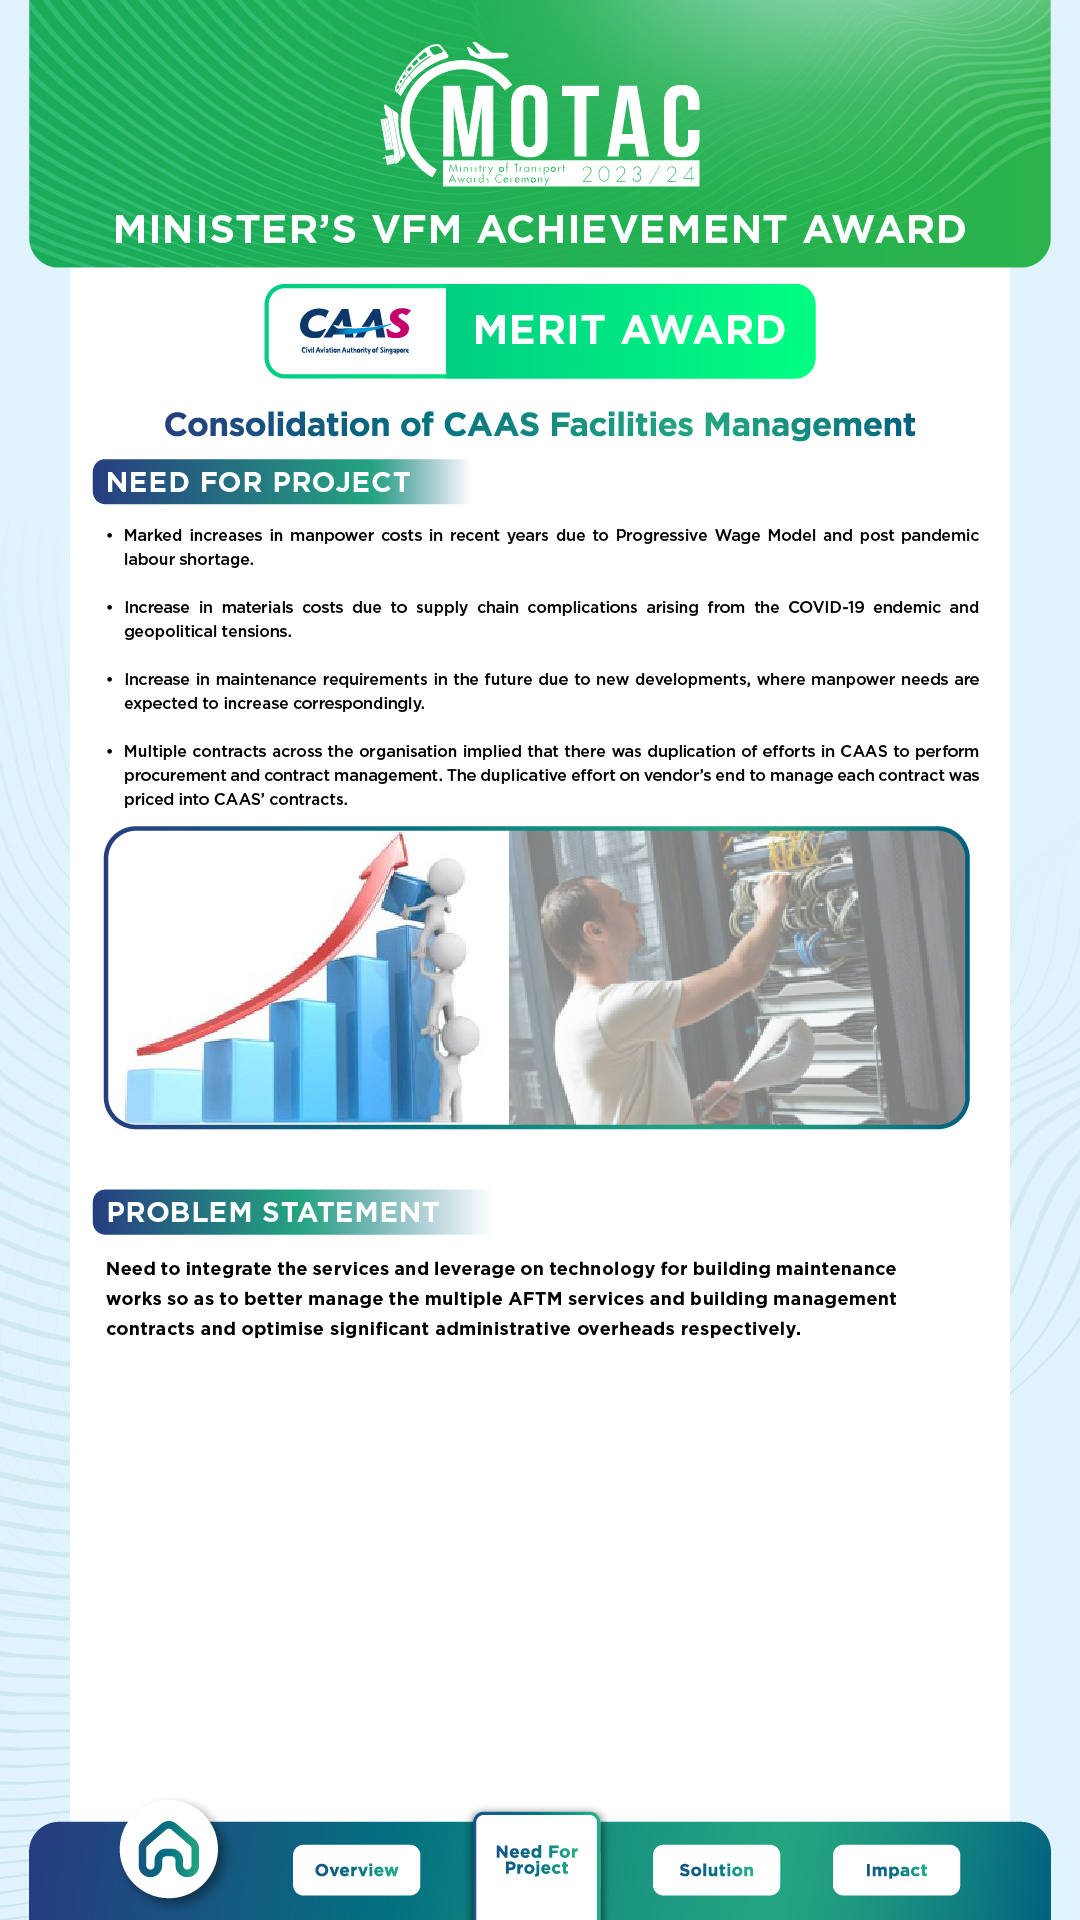 MOTAC
Ministry of Transport
Awards Ceremony
2023/24
MINISTER’S VFM ACHIEVEMENT AWARD
CAAS
Civil Aviation Authority of Singapore
MERIT AWARD
Consolidation of CAAS Facilities Management
NEED FOR PROJECT
• Marked increases in manpower costs in recent years due to Progressive Wage Model and post pandemic
labour shortage.
• Increase in materials costs due to supply chain complications arising from the COVID-19 endemic and
geopolitical tensions.
• Increase in maintenance requirements in the future due to new developments, where manpower needs are
expected to increase correspondingly.
• Multiple contracts across the organisation implied that there was duplication of efforts in CAAS to perform
procurement and contract management. The duplicative effort on vendor’s end to manage each contract was
priced into CAAS’ contracts.
PROBLEM STATEMENT
Need to integrate the services and leverage on technology for building maintenance
works so as to better manage the multiple AFTM services and building management
contracts and optimise significant administrative overheads respectively.
Overview
Need For
Project
Solution
Impact